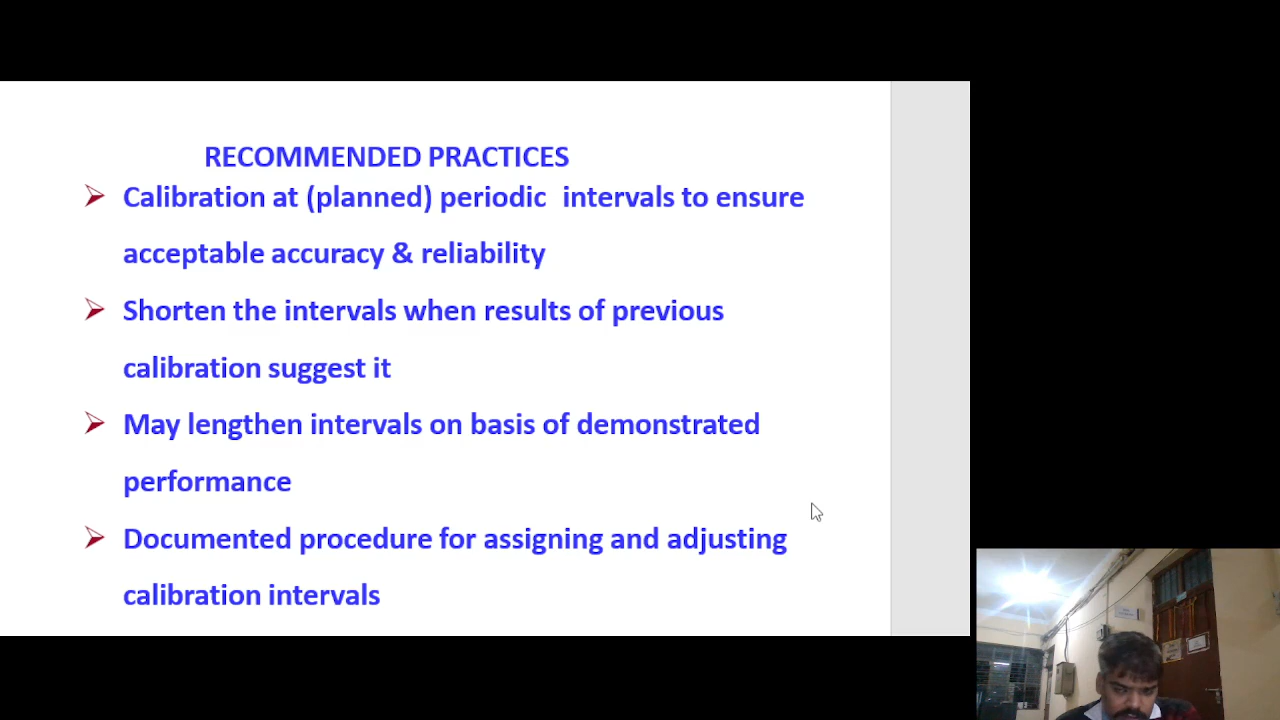 RECOMMENDED PRACTICES
Calibration at (planned) periodic intervals to ensure
acceptable accuracy & reliability
Shorten the intervals when results of previous
calibration suggest it
May lengthen intervals on basis of demonstrated
performance
Documented procedure for assigning and adjusting
calibration intervals